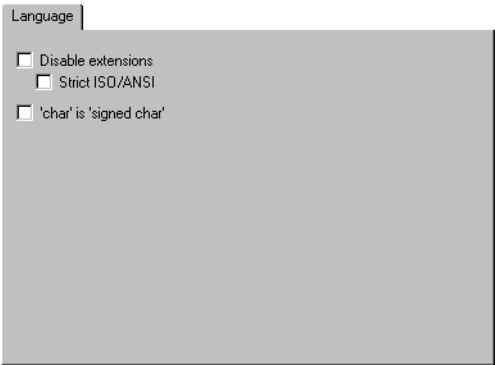 Language
Disable extensions
Strict ISO/ANSI
'char' is 'signed char'